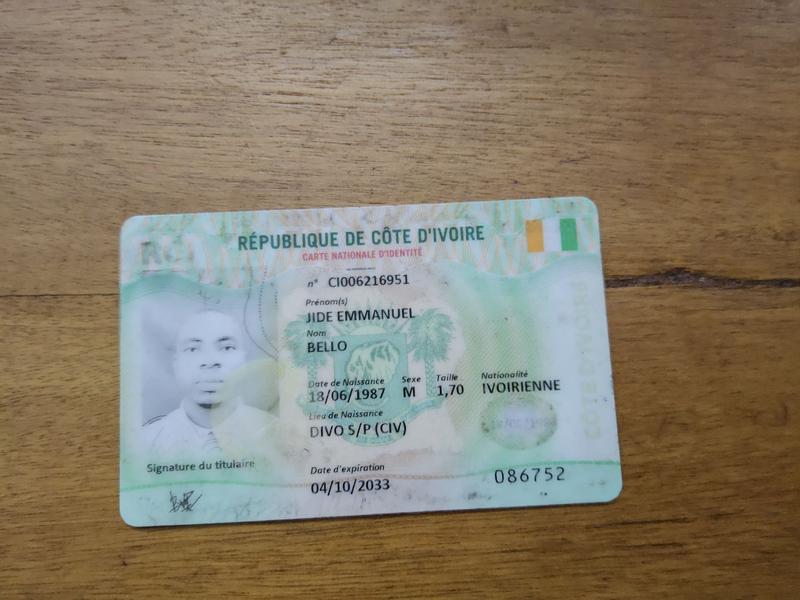 RCI
RÉPUBLIQUE DE CÔTE D'IVOIRE
CARTE NATIONALE D'IDENTITÉ
n° CI006216951
Prénom(s)
JIDE EMMANUEL
Nom
BELLO
Date de Naissance Sexe Taille Nationalité
18/06/1987 M 1,70 IVOIRIENNE
Lieu de Naissance
DIVO S/P (CIV)
Signature du titulaire
Date d'expiration
04/10/2033
086752